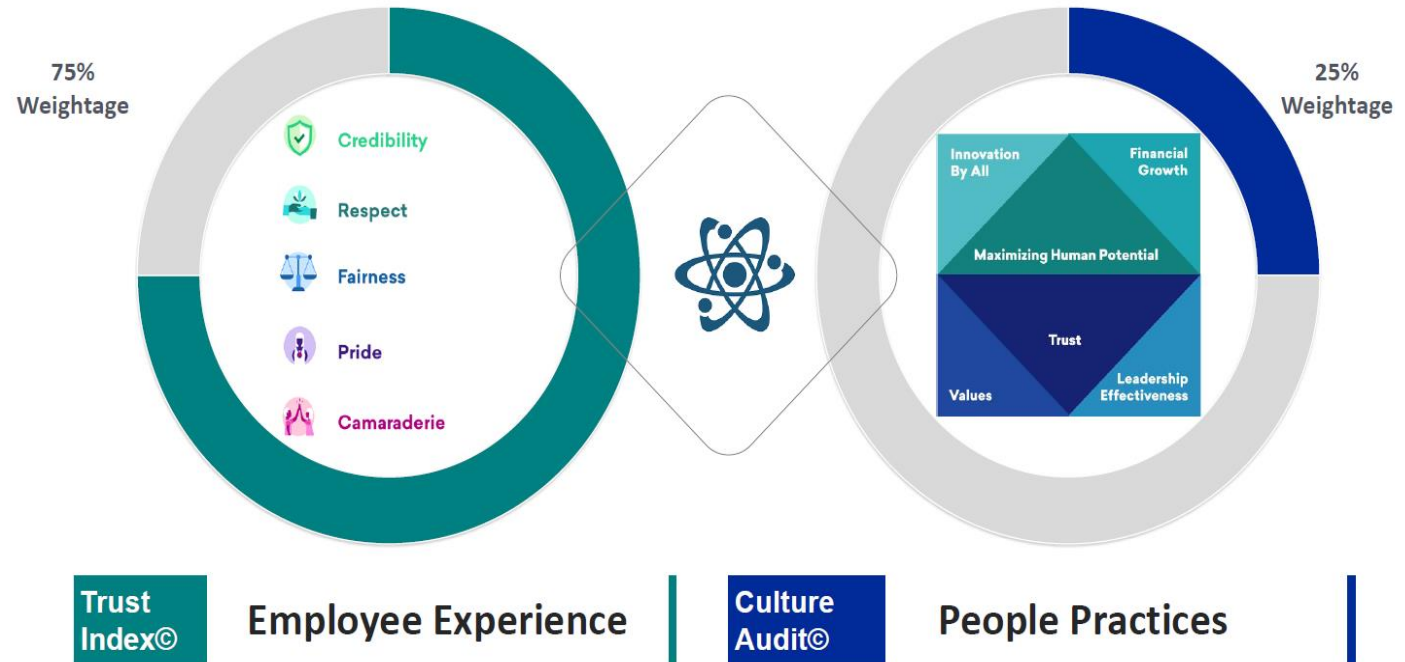 75%
Weightage
Credibility
Respect
Fairness
Pride
Camaraderie
25%
Weightage
Innovation
By All
Financial
Growth
Maximizing Human Potential
Trust
Values
Leadership
Effectiveness
Trust
Index©
Employee Experience
Culture
Audit©
People Practices